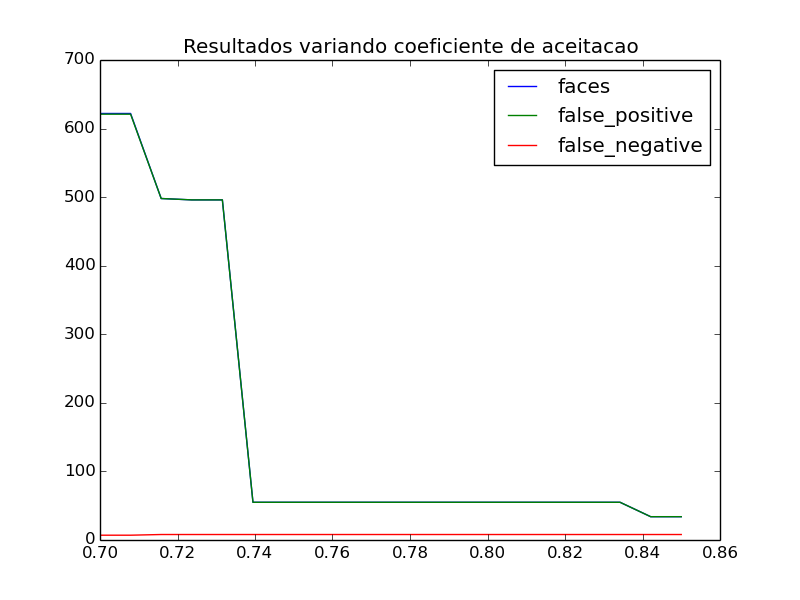 Resultados variando coeficiente de aceitacao
faces
false_positive
false_negative
700
600
500
400
300
200
100
0
0.70 0.72 0.74 0.76 0.78 0.80 0.82 0.84 0.86